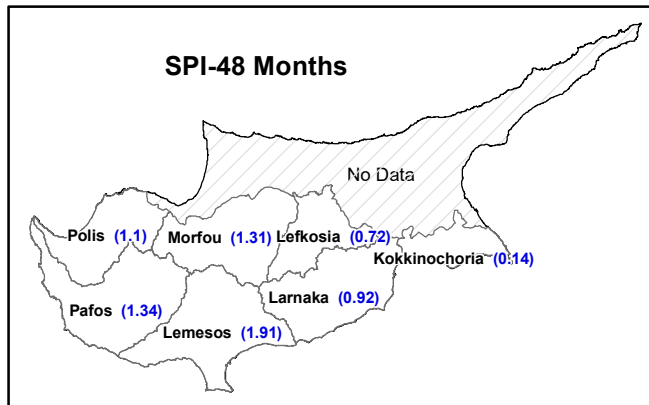 SPI-48 Months
No Data
Polis (1.1)
Morfou (1.31)
Lefkosia (0.72)
Kokkinochoria (0.14)
Pafos (1.34)
Larnaka (0.92)
Lemesos (1.91)